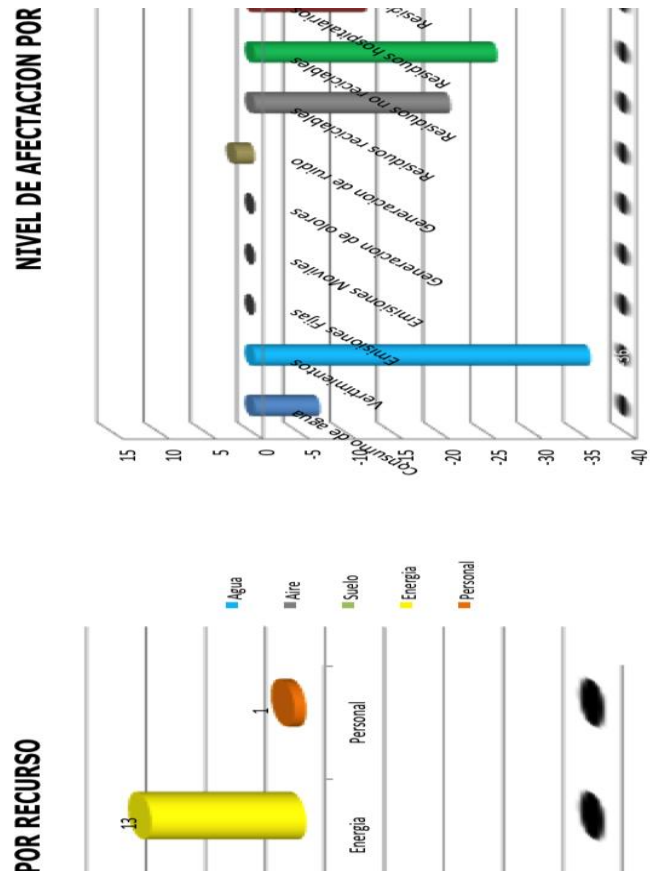 NIVEL DE AFECTACION POR
15
10
5
0
-5
-10
-15
-20
-25
-30
-35
-40
Consumo de agua
Vertimientos
Emisiones Fijas
Emisiones Moviles
Generacion de olores
Generacion de ruido
Residuos reciclables
Residuos no reciclables
Residuos hospitalarios
POR RECURSO
13
1
Energia
Personal
Agua
Aire
Suelo
Energia
Personal